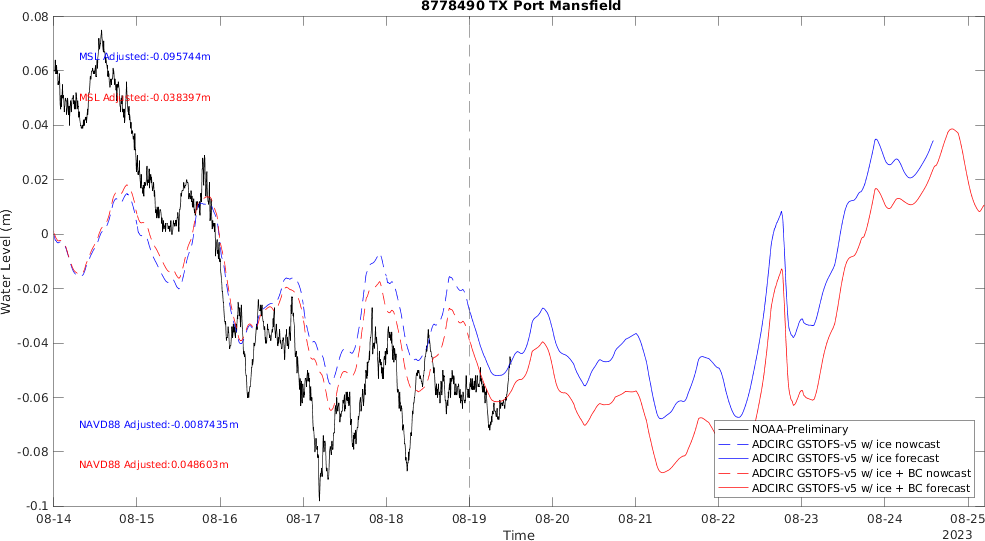 8778490 TX Port Mansfield
0.08
0.06
0.04
0.02
0
-0.02
-0.04
-0.06
-0.08
-0.1
Water Level (m)
MSL Adjusted:-0.095744m
MSL Adjusted:-0.038397m
NAVD88 Adjusted:-0.0087435m
NAVD88 Adjusted:0.048603m
NOAA-Preliminary
ADCIRC GSTOFS-v5 w/ ice nowcast
ADCIRC GSTOFS-v5 w/ ice forecast
ADCIRC GSTOFS-v5 w/ ice + BC nowcast
ADCIRC GSTOFS-v5 w/ ice + BC forecast
08-14 08-15 08-16 08-17 08-18 08-19 08-20 08-21 08-22 08-23 08-24 08-25
Time
2023